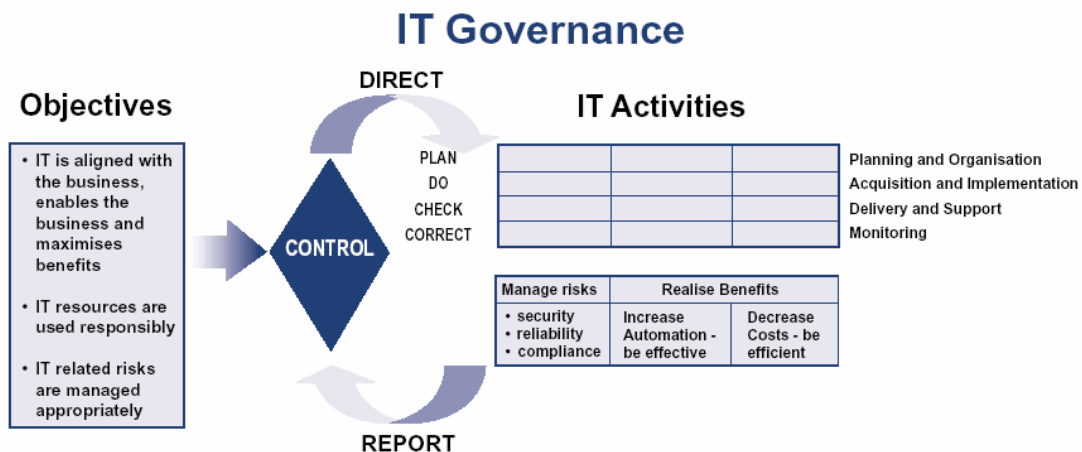 IT Governance
Objectives
• IT is aligned with
the business,
enables the
business and
maximises
benefits
• IT resources are
used responsibly
• IT related risks
are managed
appropriately
DIRECT
CONTROL
PLAN
DO
CHECK
CORRECT
REPORT
IT Activities
Planning and Organisation
Acquisition and Implementation
Delivery and Support
Monitoring
Manage risks
• security
• reliability
• compliance
Realise Benefits
Increase
Automation -
be effective
Decrease
Costs - be
efficient